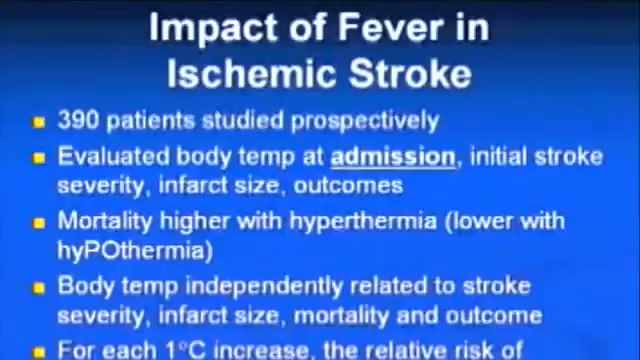 Impact of Fever in
Ischemic Stroke
390 patients studied prospectively
Evaluated body temp at admission, initial stroke
severity, infarct size, outcomes
Mortality higher with hyperthermia (lower with
hyPOthermia)
Body temp independently related to stroke
severity, infarct size, mortality and outcome
For each 1°C increase, the relative risk of